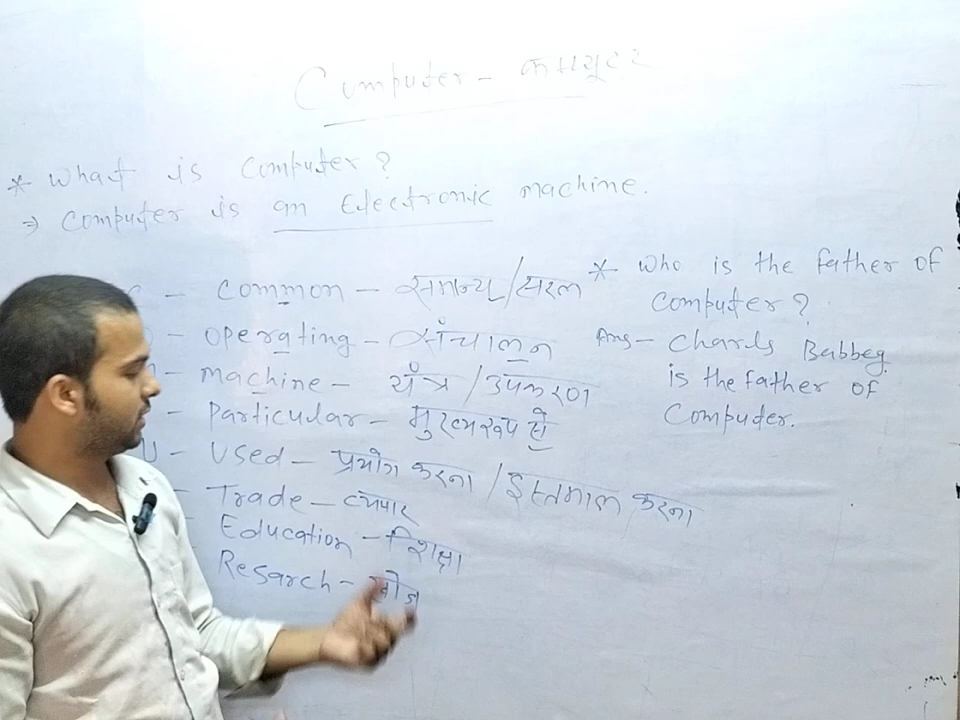 Computer - कम्प्यूटर
* What is Computer?
⇒ Computer is an Electronic machine.
C - common - समान्य/सरल
- operating - संचालन
- machine - यंत्र/उपकरण
- particular - मुख्यरूप से
U - Used - प्रयोग करना/इस्तमाल करना
- Trade - व्यापार
Education - शिक्षा
Resarch - खोज
* Who is the father of
computer?
Ans - Charls Babbeg
is the father of
Computer.